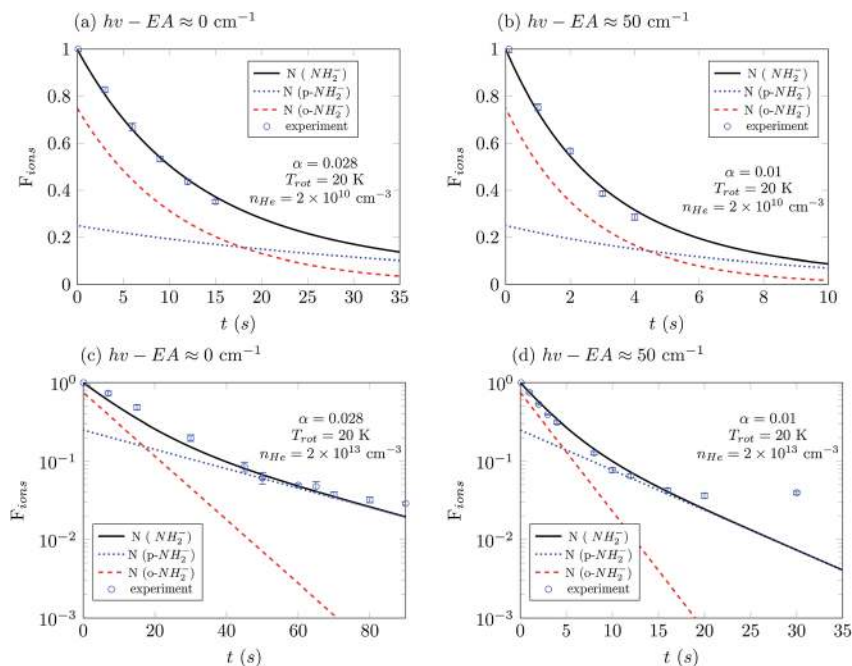 (a) hν − EA ≈ 0 cm⁻¹
1
0.8
0.6
0.4
0.2
0
F_ions
N ( NH₂⁻)
N (p-NH₂⁻)
N (o-NH₂⁻)
experiment
α = 0.028
T_rot = 20 K
n_He = 2 × 10¹⁰ cm⁻³
0 5 10 15 20 25 30 35
t (s)
(b) hν − EA ≈ 50 cm⁻¹
1
0.8
0.6
0.4
0.2
0
F_ions
N ( NH₂⁻)
N (p-NH₂⁻)
N (o-NH₂⁻)
experiment
α = 0.01
T_rot = 20 K
n_He = 2 × 10¹⁰ cm⁻³
0 2 4 6 8 10
t (s)
(c) hν − EA ≈ 0 cm⁻¹
10⁰
10⁻¹
10⁻²
10⁻³
F_ions
α = 0.028
T_rot = 20 K
n_He = 2 × 10¹³ cm⁻³
N ( NH₂⁻)
N (p-NH₂⁻)
N (o-NH₂⁻)
experiment
0 20 40 60 80
t (s)
(d) hν − EA ≈ 50 cm⁻¹
10⁰
10⁻¹
10⁻²
10⁻³
F_ions
α = 0.01
T_rot = 20 K
n_He = 2 × 10¹³ cm⁻³
N ( NH₂⁻)
N (p-NH₂⁻)
N (o-NH₂⁻)
experiment
0 5 10 15 20 25 30 35
t (s)